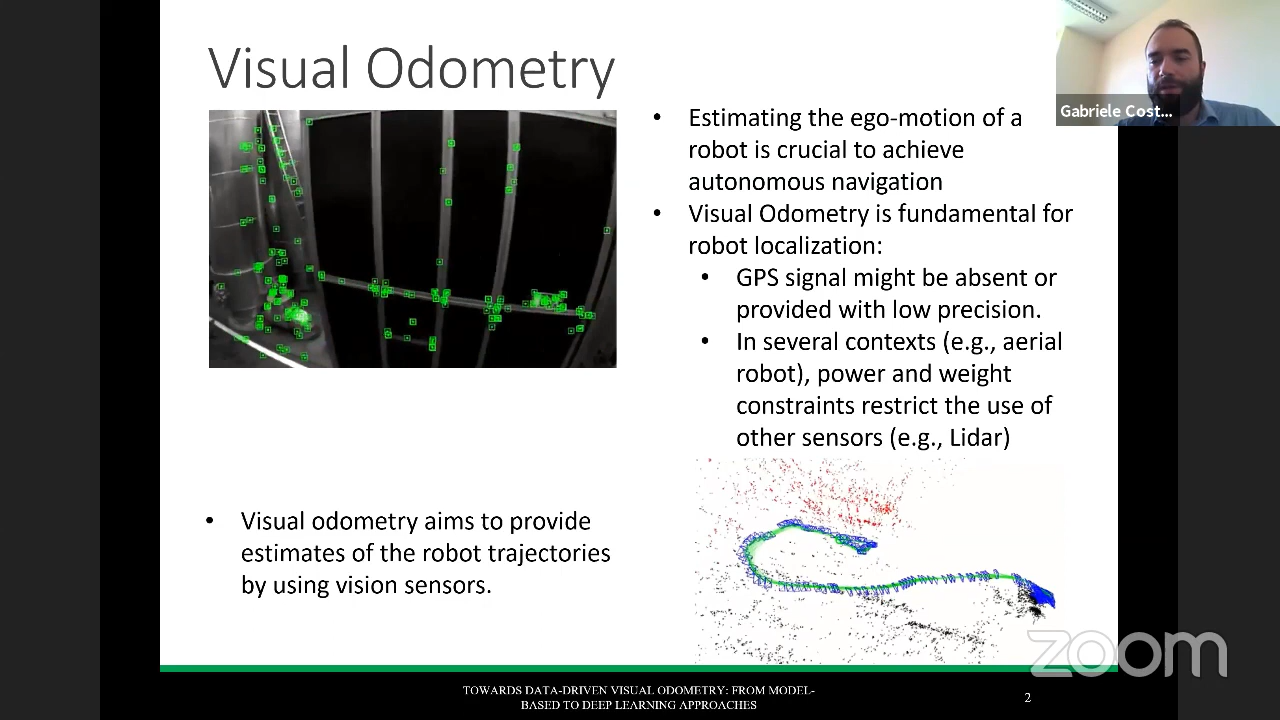 Visual Odometry
• Estimating the ego-motion of a
robot is crucial to achieve
autonomous navigation
• Visual Odometry is fundamental for
robot localization:
• GPS signal might be absent or
provided with low precision.
• In several contexts (e.g., aerial
robot), power and weight
constraints restrict the use of
other sensors (e.g., Lidar)
• Visual odometry aims to provide
estimates of the robot trajectories
by using vision sensors.
TOWARDS DATA-DRIVEN VISUAL ODOMETRY: FROM MODEL-
BASED TO DEEP LEARNING APPROACHES
2
Gabriele Cost...
zoom